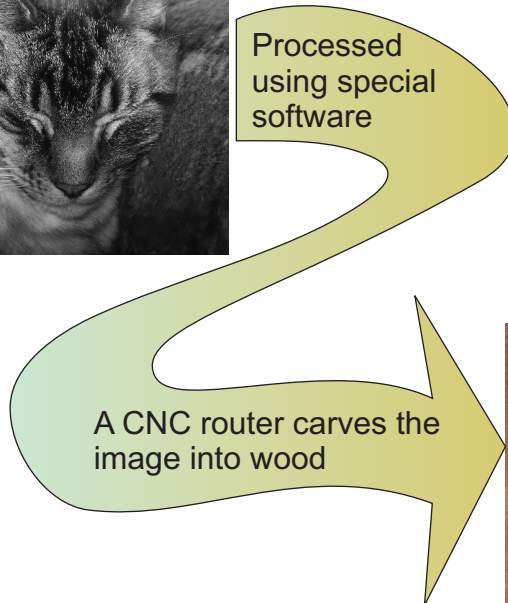 Processed
using special
software
A CNC router carves the
image into wood